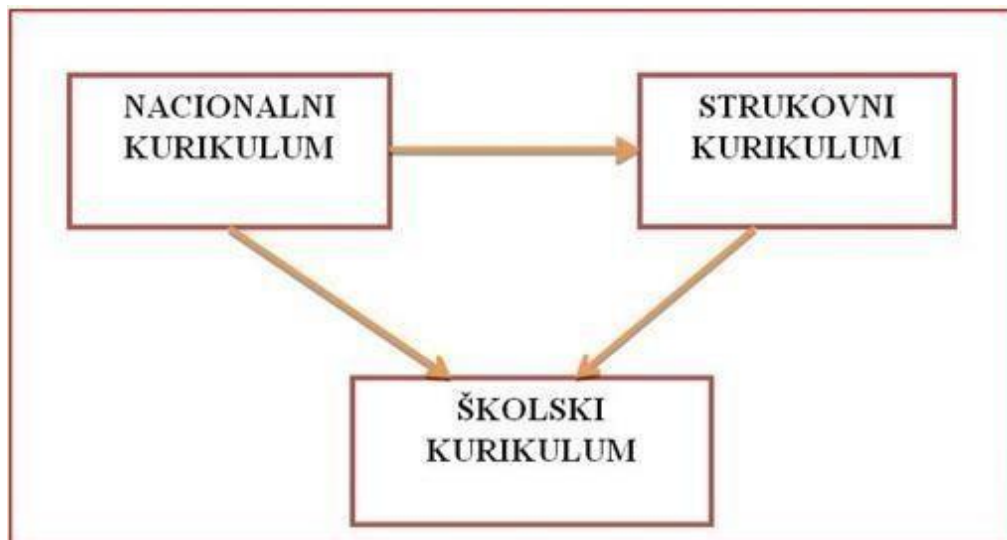 NACIONALNI
KURIKULUM
STRUKOVNI
KURIKULUM
ŠKOLSKI
KURIKULUM